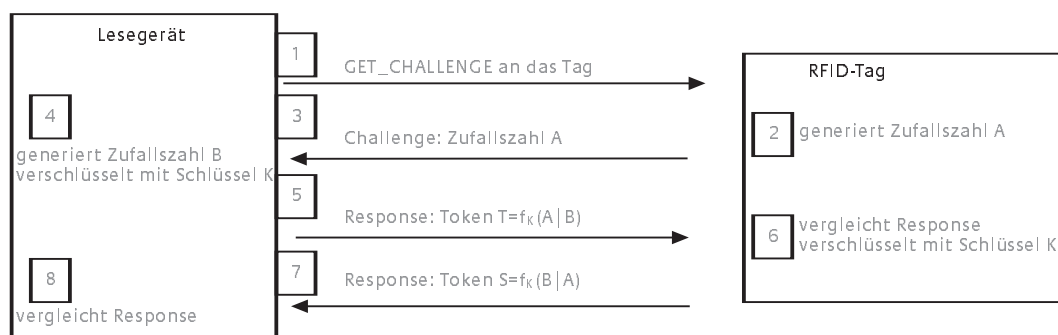 Lesegerät
1
GET_CHALLENGE an das Tag
RFID-Tag
4
3
Challenge: Zufallszahl A
2
generiert Zufallszahl A
generiert Zufallszahl B
verschlüsselt mit Schlüssel K
5
Response: Token T=fK(A|B)
6
vergleicht Response
verschlüsselt mit Schlüssel K
8
7
Response: Token S=fK(B|A)
vergleicht Response